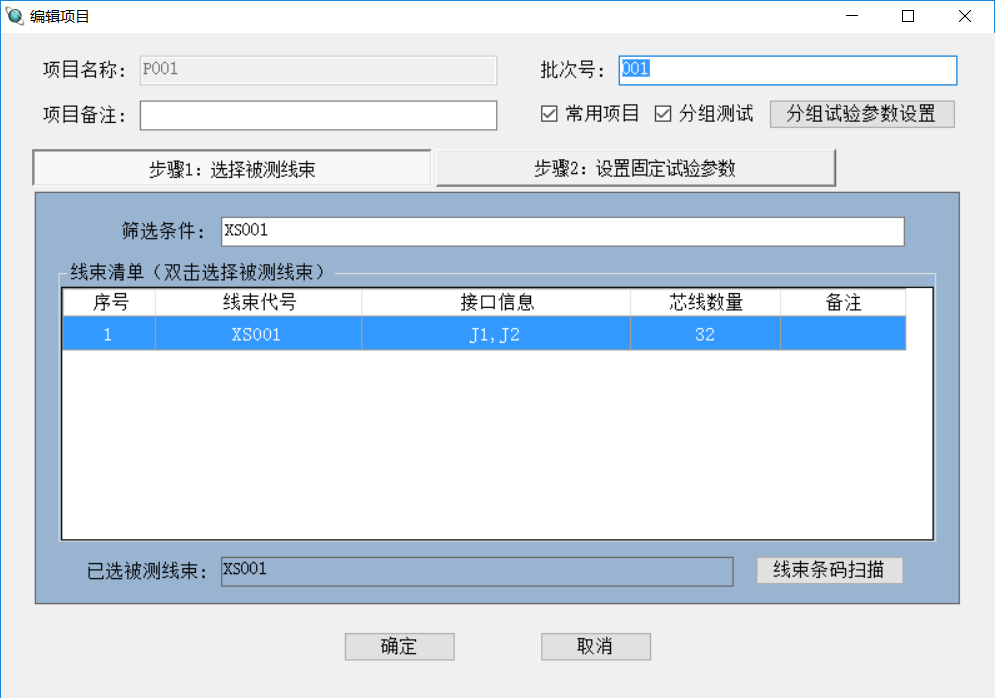 编辑项目
项目名称： P001 批次号： 001
项目备注： 常用项目 分组测试 分组试验参数设置
步骤1：选择被测线束 步骤2：设置固定试验参数
筛选条件： XS001
线束清单（双击选择被测线束）
序号 线束代号 接口信息 芯线数量 备注
1 XS001 J1,J2 32
已选被测线束： XS001 线束条码扫描
确定 取消